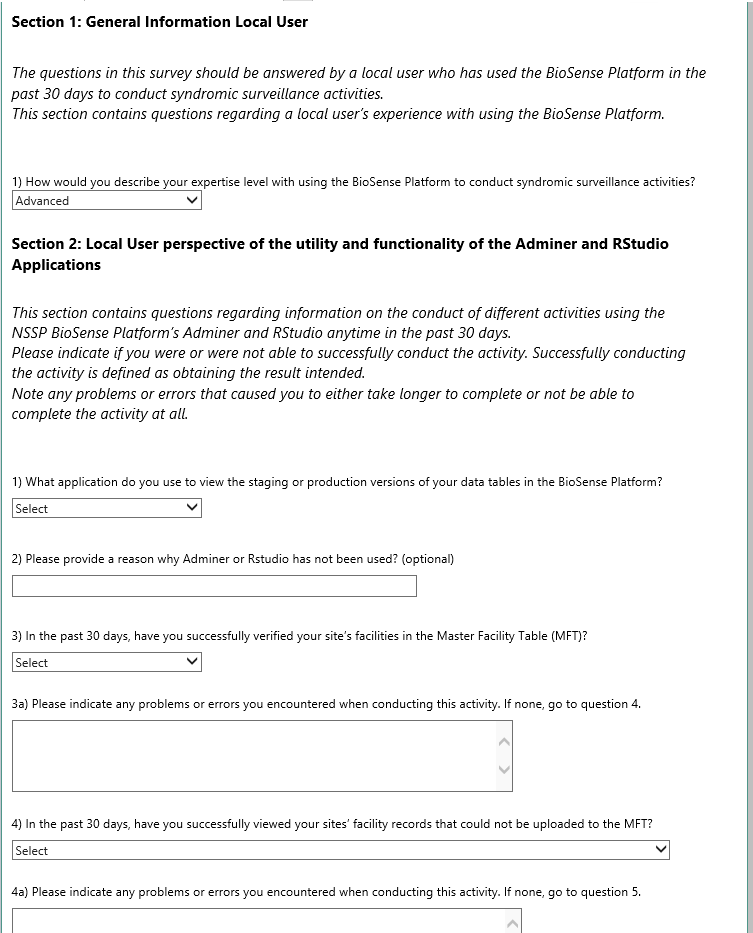 Section 1: General Information Local User
The questions in this survey should be answered by a local user who has used the BioSense Platform in the
past 30 days to conduct syndromic surveillance activities.
This section contains questions regarding a local user's experience with using the BioSense Platform.
1) How would you describe your expertise level with using the BioSense Platform to conduct syndromic surveillance activities?
Advanced
Section 2: Local User perspective of the utility and functionality of the Adminer and RStudio
Applications
This section contains questions regarding information on the conduct of different activities using the
NSSP BioSense Platform's Adminer and RStudio anytime in the past 30 days.
Please indicate if you were or were not able to successfully conduct the activity. Successfully conducting
the activity is defined as obtaining the result intended.
Note any problems or errors that caused you to either take longer to complete or not be able to
complete the activity at all.
1) What application do you use to view the staging or production versions of your data tables in the BioSense Platform?
Select
2) Please provide a reason why Adminer or Rstudio has not been used? (optional)
3) In the past 30 days, have you successfully verified your site's facilities in the Master Facility Table (MFT)?
Select
3a) Please indicate any problems or errors you encountered when conducting this activity. If none, go to question 4.
4) In the past 30 days, have you successfully viewed your sites' facility records that could not be uploaded to the MFT?
Select
4a) Please indicate any problems or errors you encountered when conducting this activity. If none, go to question 5.